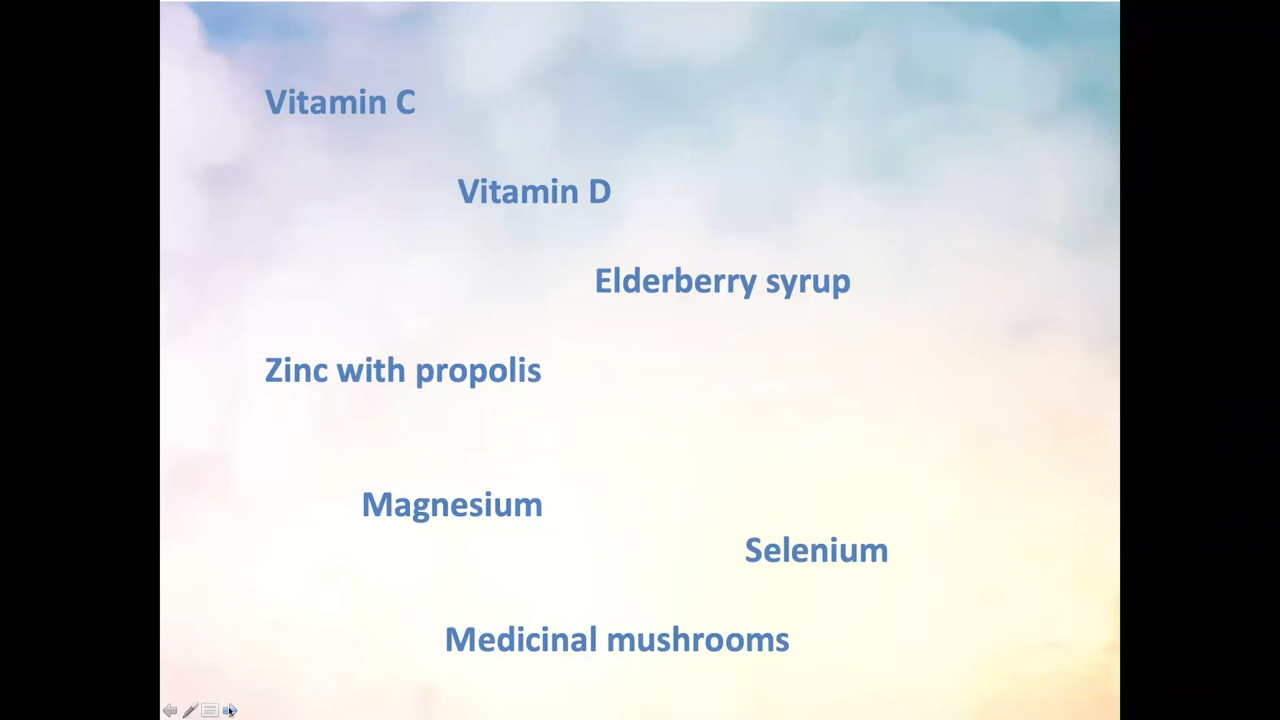 Vitamin C
Vitamin D
Elderberry syrup
Zinc with propolis
Magnesium
Selenium
Medicinal mushrooms